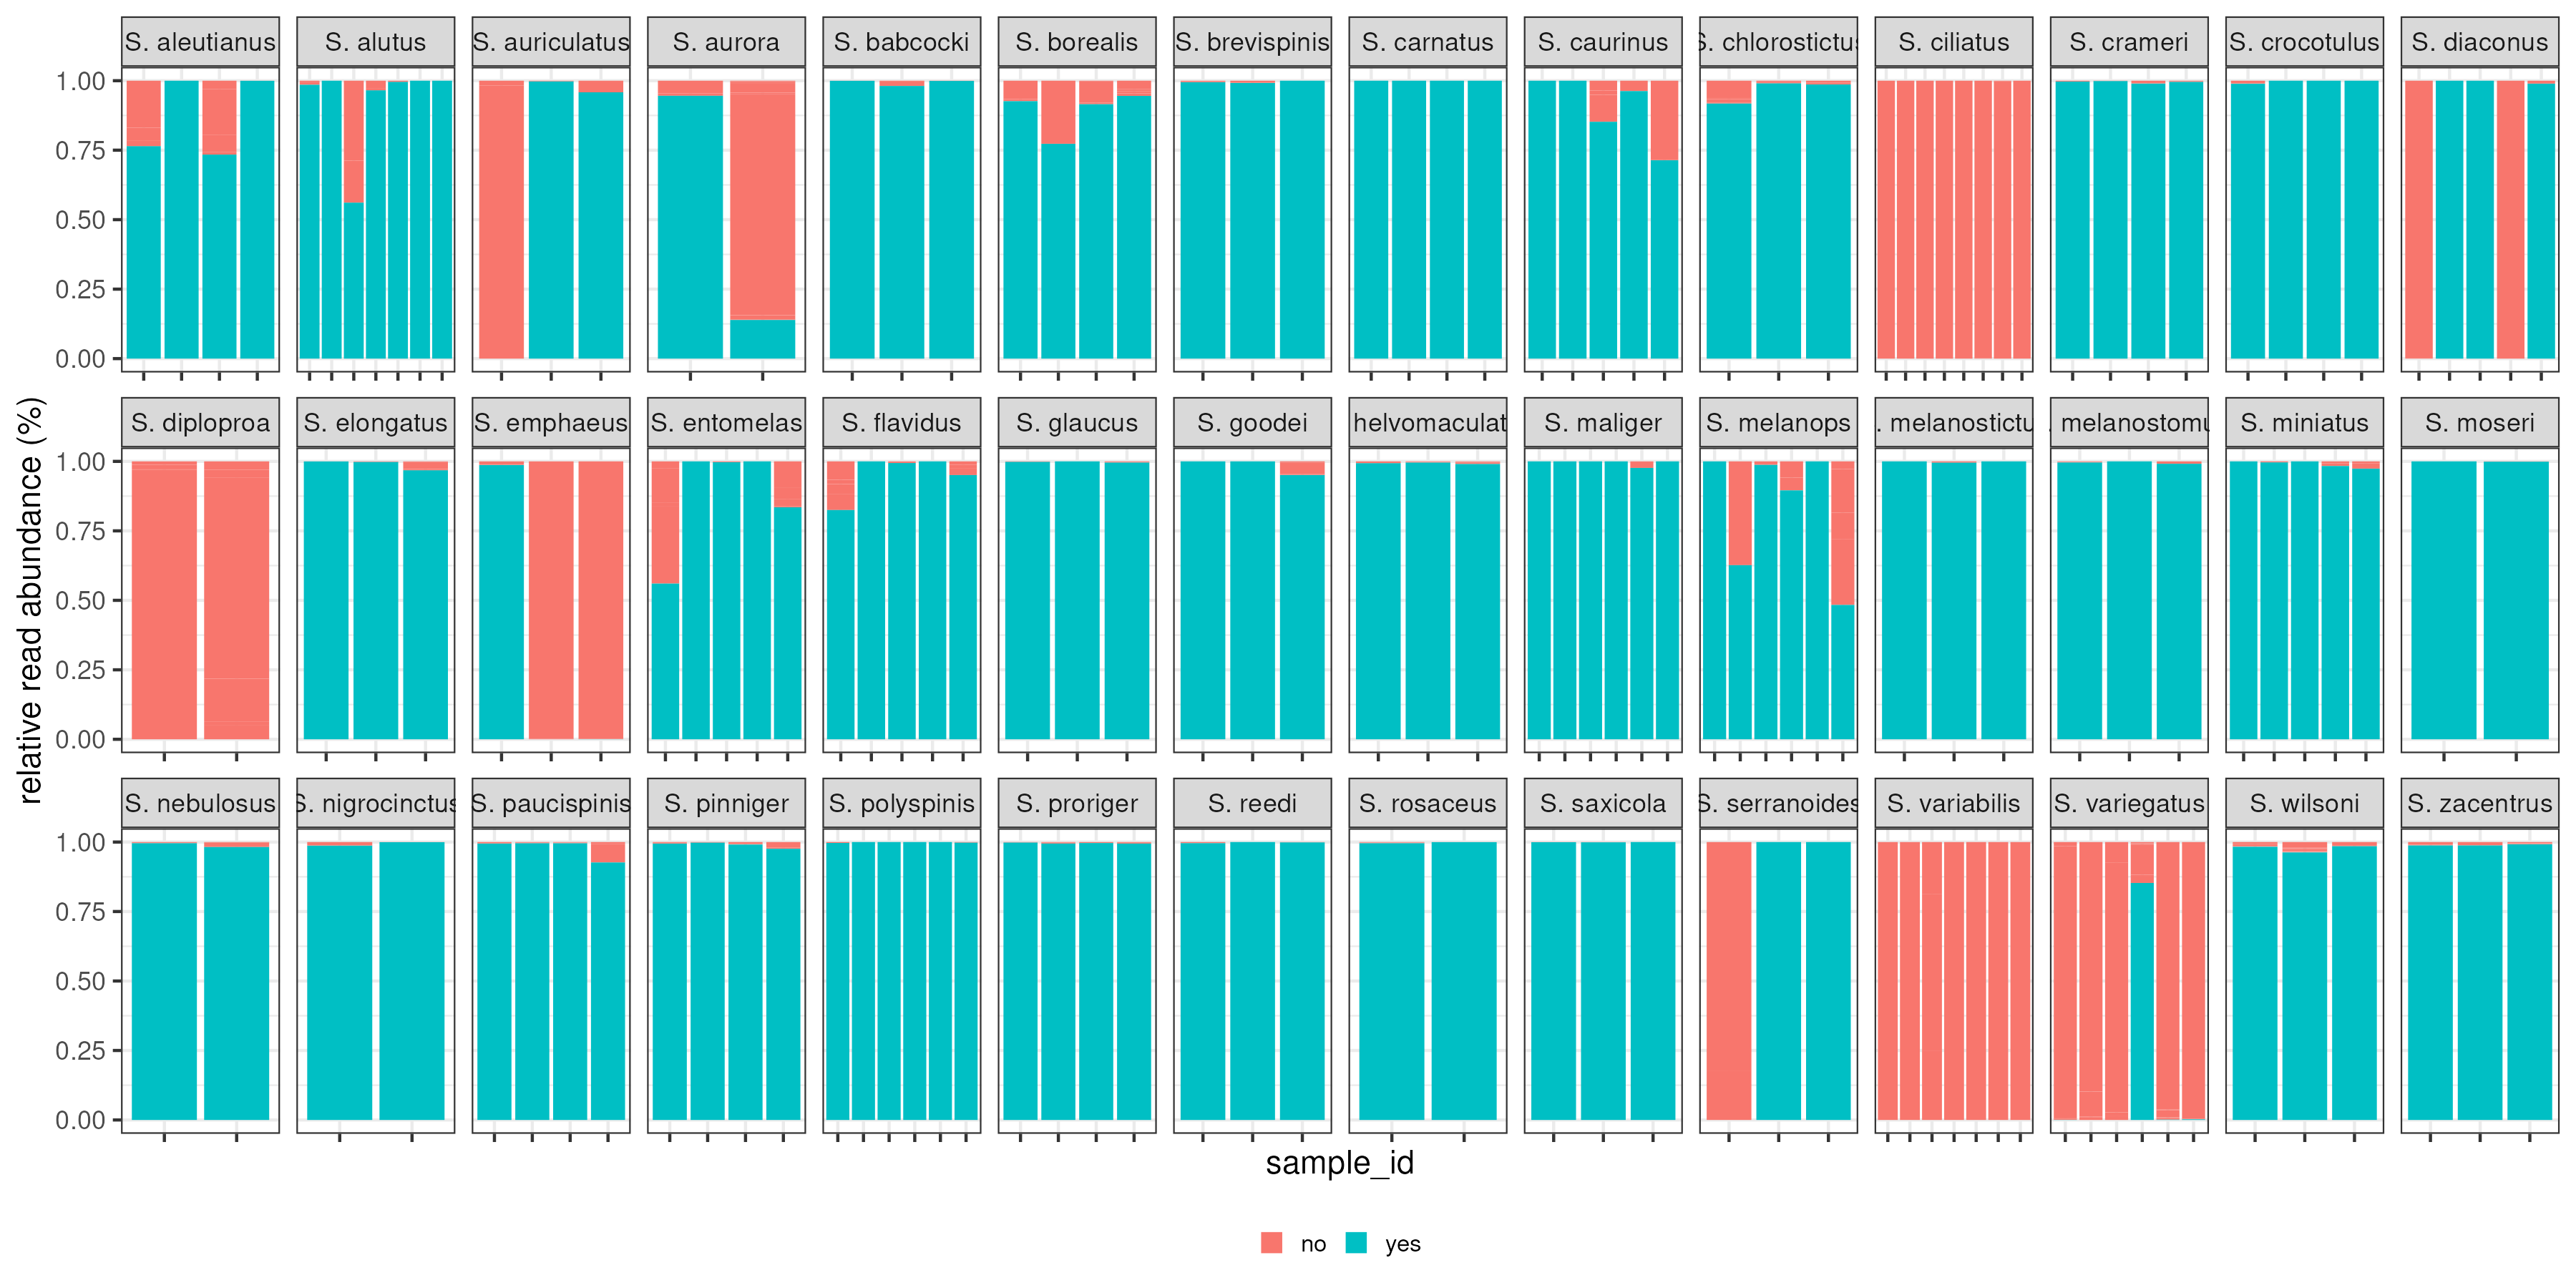 S. aleutianus S. alutus S. auriculatus S. aurora S. babcocki S. borealis S. brevispinis S. carnatus S. caurinus S. chlorostictus S. ciliatus S. crameri S. crocotulus S. diaconus
1.00
0.75
0.50
0.25
0.00
S. diploproa S. elongatus S. emphaeus S. entomelas S. flavidus S. glaucus S. goodei helvomaculat S. maliger S. melanops . melanostictu . melanostomu S. miniatus S. moseri
1.00
0.75
0.50
0.25
0.00
relative read abundance (%)
S. nebulosus S. nigrocinctus S. paucispinis S. pinniger S. polyspinis S. proriger S. reedi S. rosaceus S. saxicola S. serranoides S. variabilis S. variegatus S. wilsoni S. zacentrus
1.00
0.75
0.50
0.25
0.00
sample_id
no yes